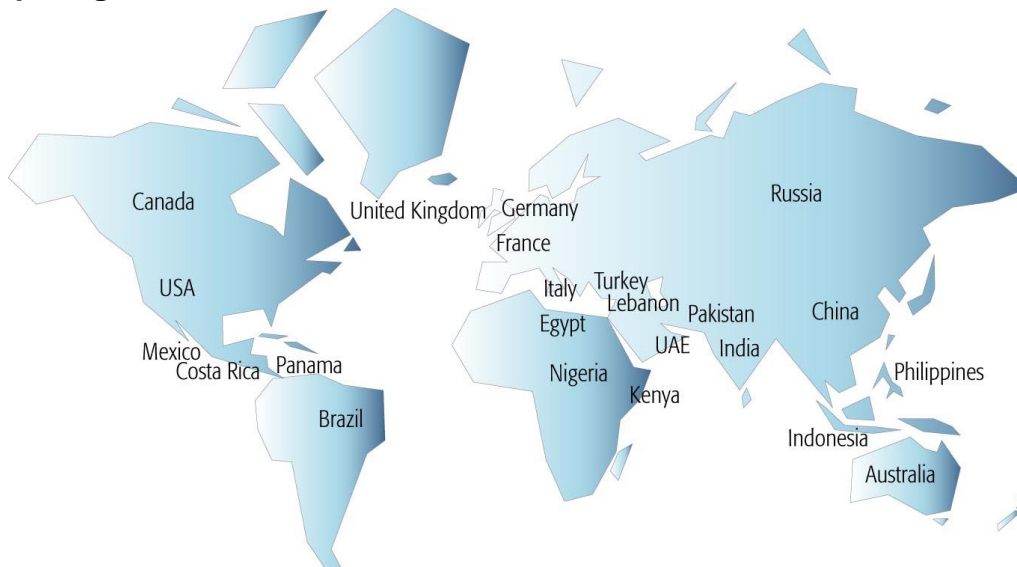 Canada
Russia
United Kingdom
Germany
France
USA
Italy
Turkey
Lebanon
Pakistan
China
Egypt
Mexico
Costa Rica
Panama
UAE
India
Nigeria
Kenya
Philippines
Brazil
Indonesia
Australia